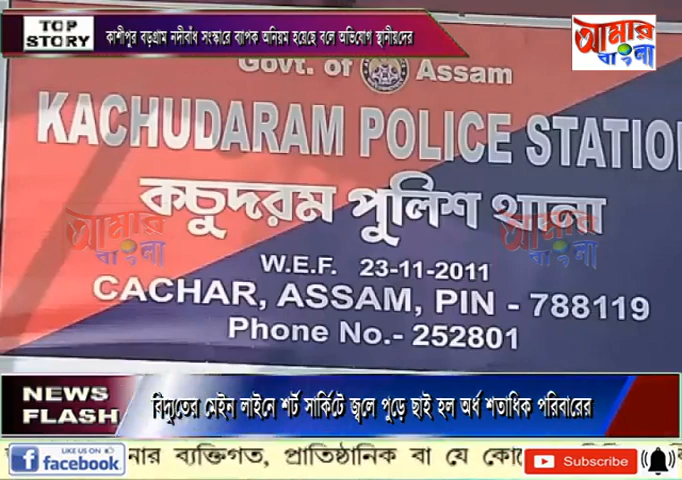 TOP STORY
কাশীপুর বড়গ্রাম নদীবাঁধ সংস্কারে ব্যাপক অনিয়ম হয়েছে বলে অভিযোগ স্থানীয়দের
আমার বাংলা
Govt. of Assam
KACHUDARAM POLICE STATION
কচুদরম পুলিশ থানা
আমার বাংলা
আমার বাংলা
W.E.F. 23-11-2011
CACHAR, ASSAM, PIN - 788119
Phone No.- 252801
NEWS FLASH
বিদ্যুতের মেইন লাইনে শর্ট সার্কিটে জ্বলে পুড়ে ছাই হল অর্ধ শতাধিক পরিবারের
LIKE US ON
facebook
নার ব্যক্তিগত, প্রাতিষ্ঠানিক বা যে
Subscribe